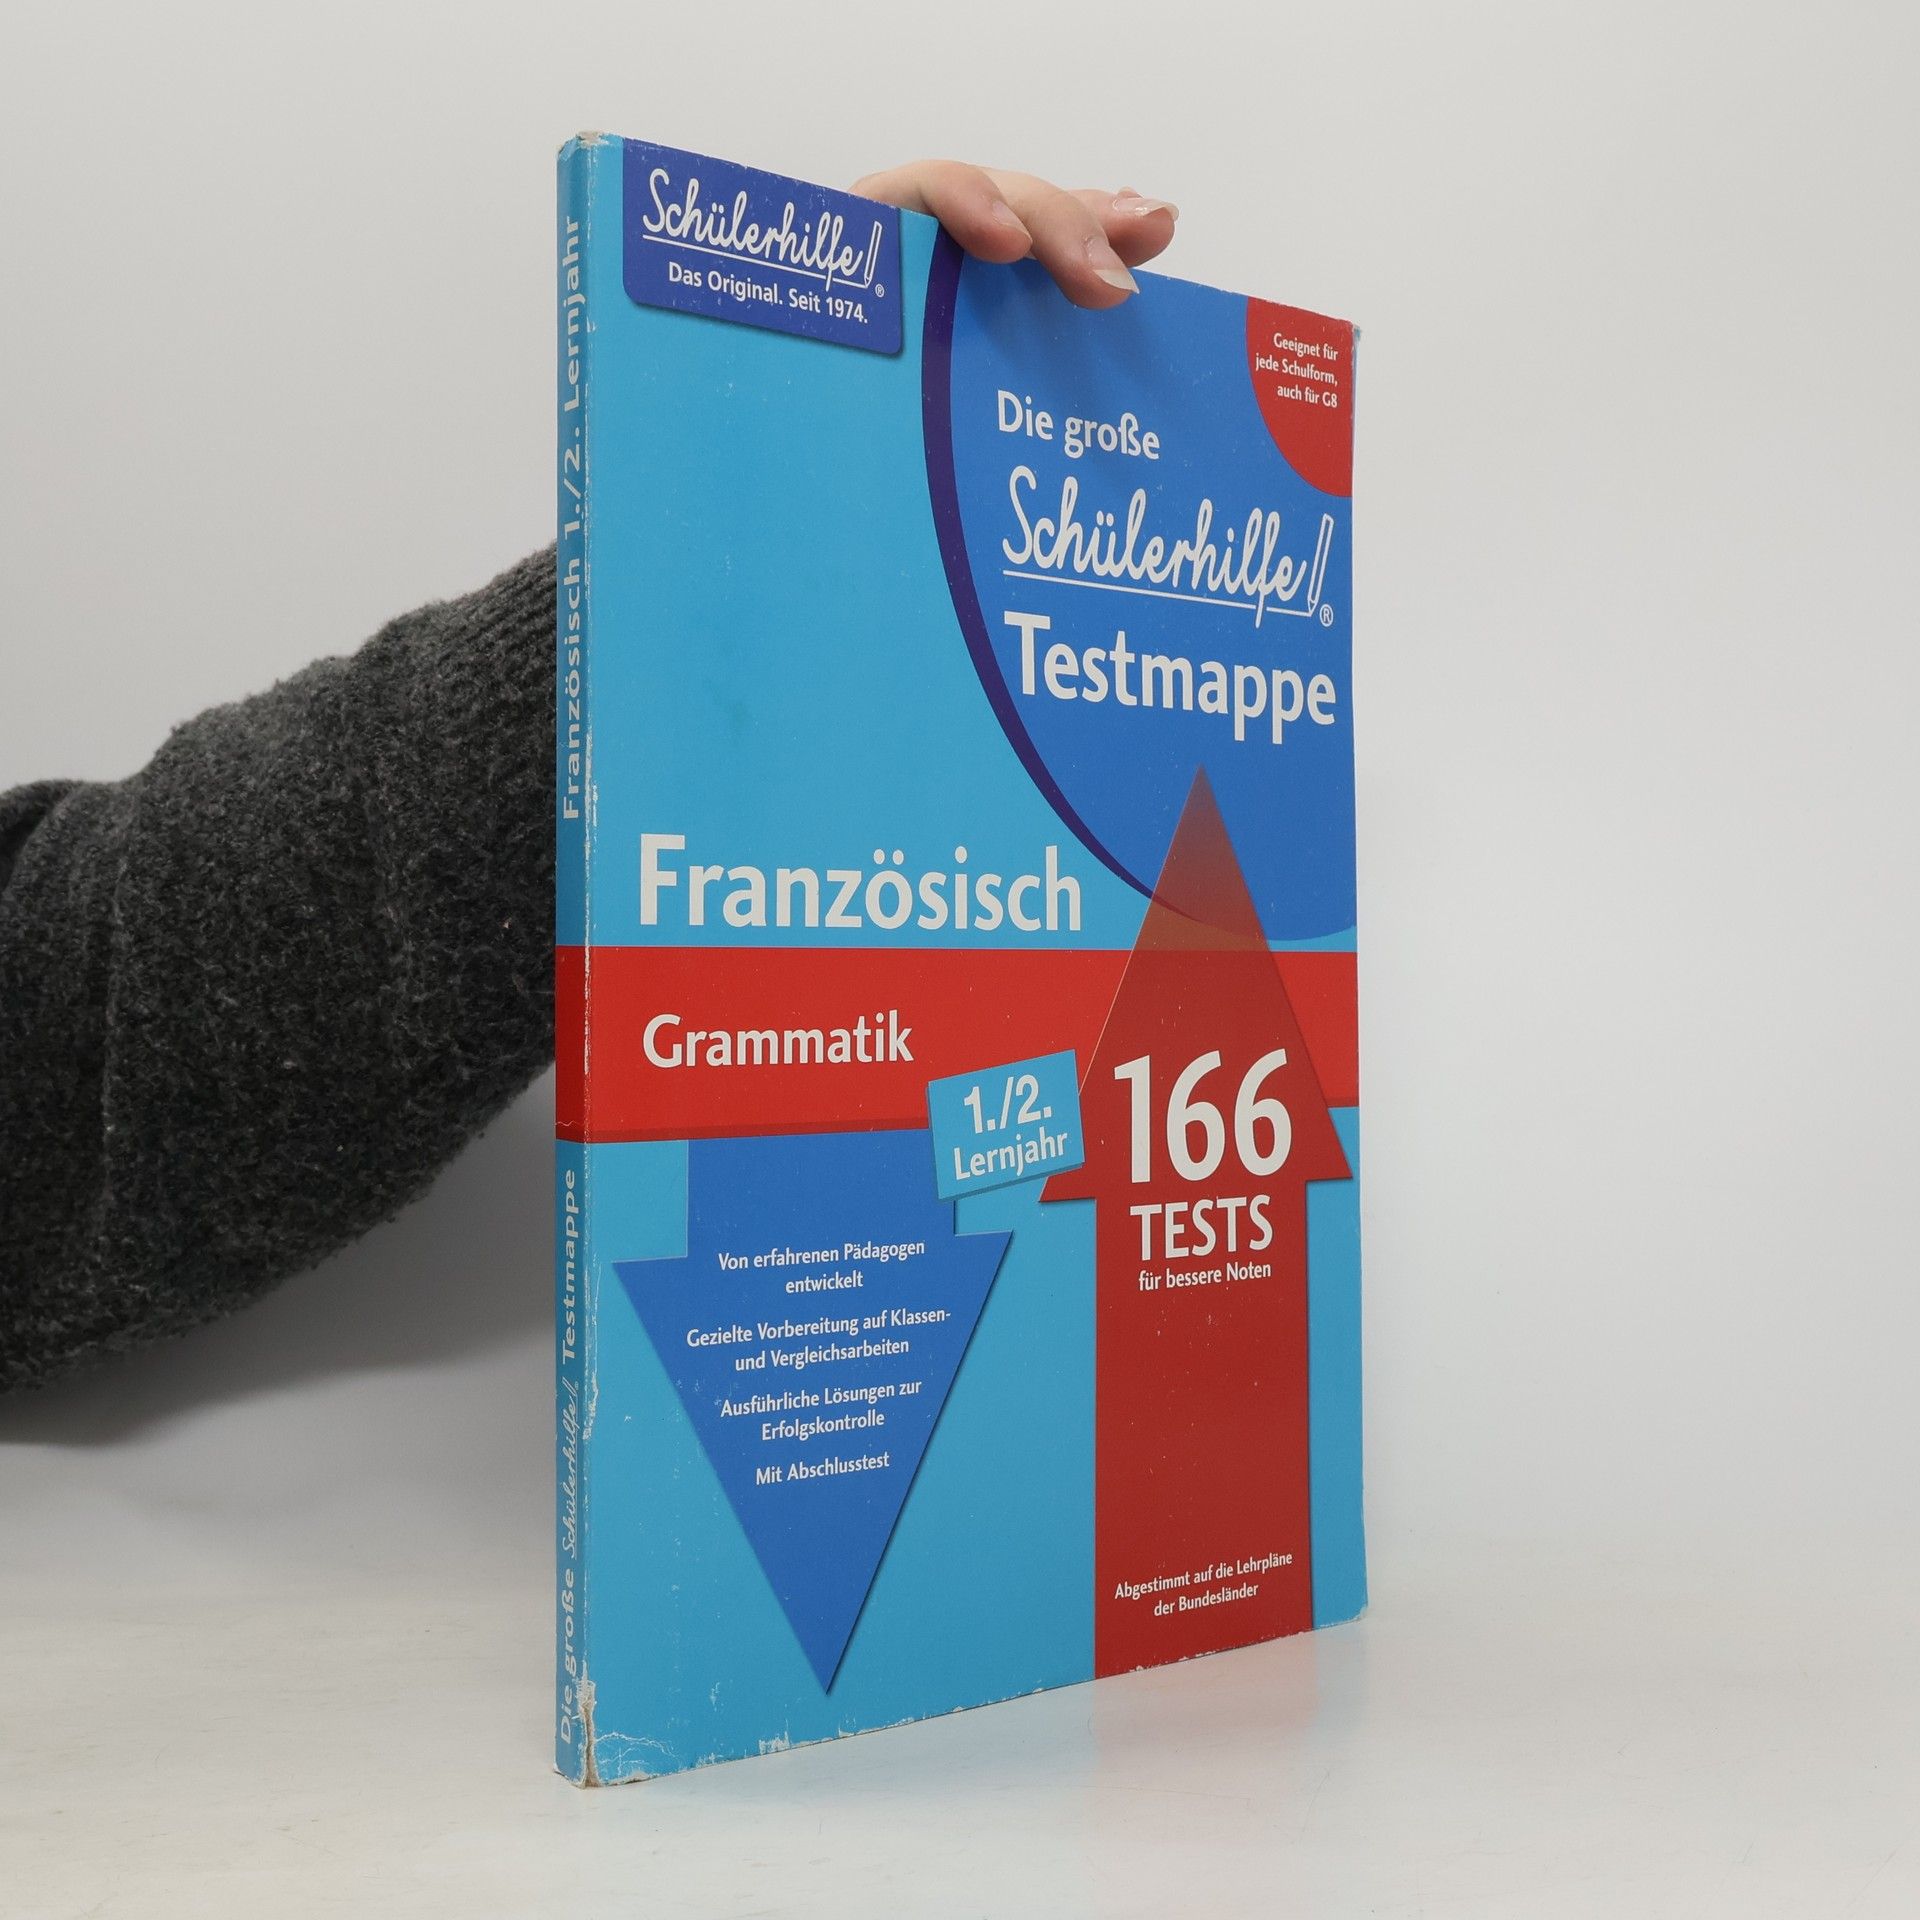 Die große Schülerhilfe! Testmappe Französisch 1./2. Lernjahr
Schülerhilfe!®
Das Original. Seit 1974.
Geeignet für
jede Schulform,
auch für G8
Die große
Schülerhilfe!®
Testmappe
Französisch
Grammatik
1./2.
Lernjahr
166
TESTS
für bessere Noten
Von erfahrenen Pädagogen
entwickelt
Gezielte Vorbereitung auf Klassen-
und Vergleichsarbeiten
Ausführliche Lösungen zur
Erfolgskontrolle
Mit Abschlusstest
Abgestimmt auf die Lehrpläne
der Bundesländer